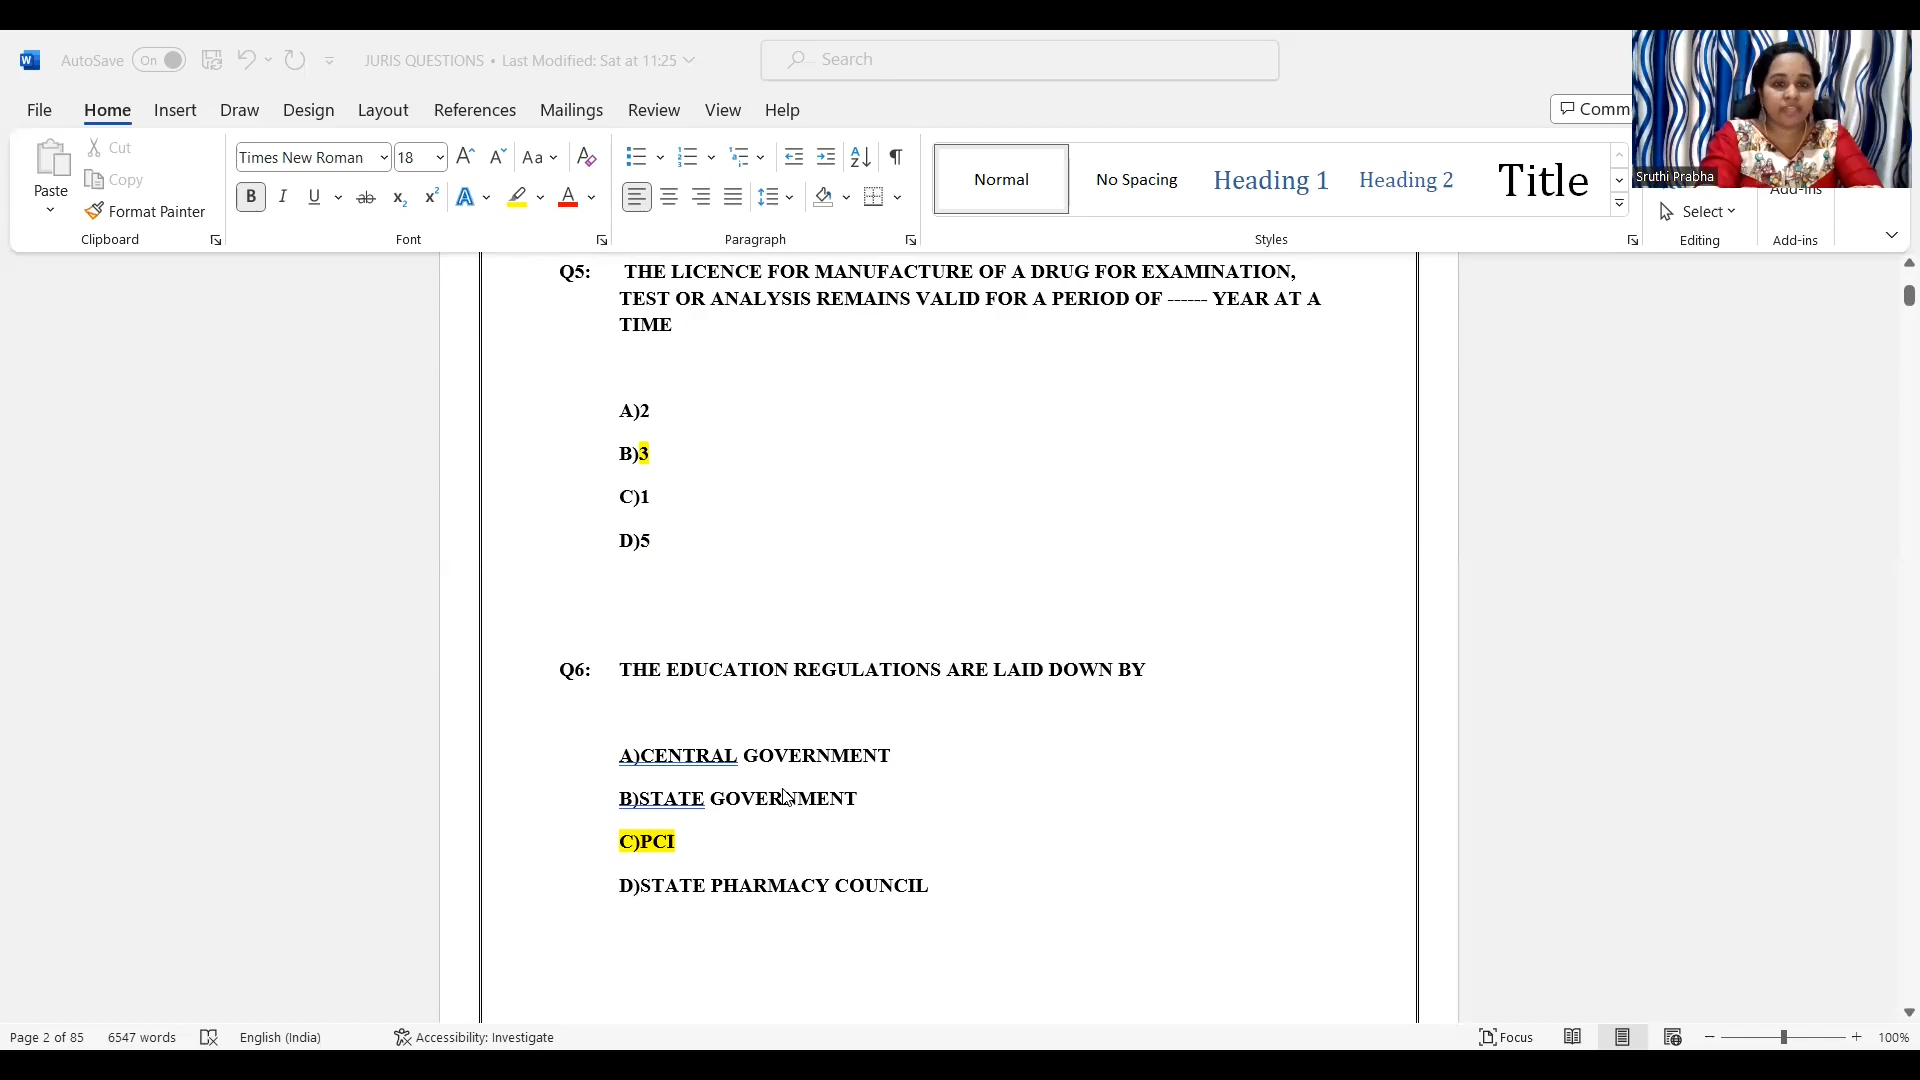 AutoSave On JURIS QUESTIONS • Last Modified: Sat at 11:25 Search
File Home Insert Draw Design Layout References Mailings Review View Help Comm
Sruthi Prabha
Paste Cut Copy Format Painter
Times New Roman 18 Aa
Normal No Spacing Heading 1 Heading 2 Title
Select
Clipboard Font Paragraph Styles Editing Add-ins
Q5: THE LICENCE FOR MANUFACTURE OF A DRUG FOR EXAMINATION,
TEST OR ANALYSIS REMAINS VALID FOR A PERIOD OF ------ YEAR AT A
TIME
A)2
B)3
C)1
D)5
Q6: THE EDUCATION REGULATIONS ARE LAID DOWN BY
A)CENTRAL GOVERNMENT
B)STATE GOVERNMENT
C)PCI
D)STATE PHARMACY COUNCIL
Page 2 of 85 6547 words English (India) Accessibility: Investigate Focus 100%